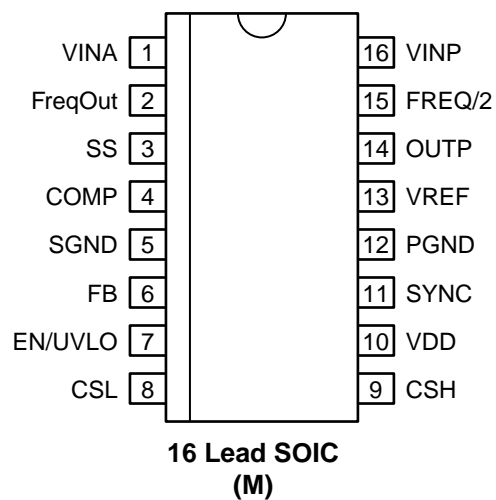 VINA 1 16 VINP
FreqOut 2 15 FREQ/2
SS 3 14 OUTP
COMP 4 13 VREF
SGND 5 12 PGND
FB 6 11 SYNC
EN/UVLO 7 10 VDD
CSL 8 9 CSH
16 Lead SOIC
(M)